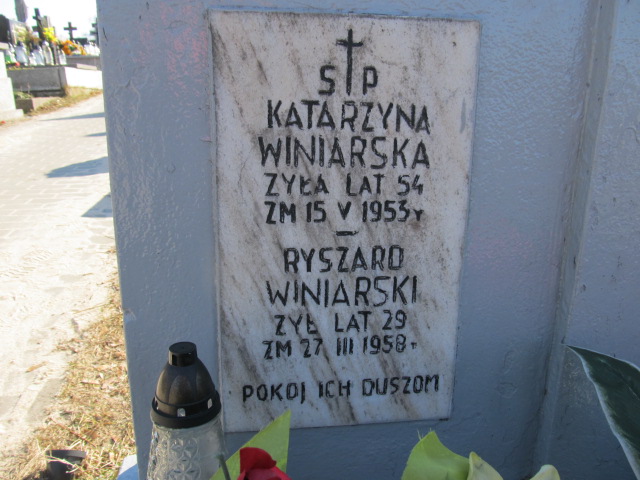 Ś † P
KATARZYNA
WINIARSKA
ŻYŁA LAT 54
ZM 15 V 1953 r
–
RYSZARD
WINIARSKI
ŻYŁ LAT 29
ZM 27 III 1958 r
POKÓJ ICH DUSZOM